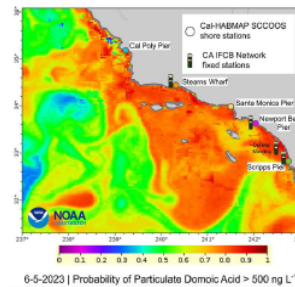 Cal-HABMAP SCCOOS
shore stations
CA IFCB Network
fixed stations
Cal Poly Pier
Stearns Wharf
Santa Monica Pier
Newport Be
Scripps Pier
NOAA
237°
238°
239°
240°
241°
242°
0
0.1
0.2
0.3
0.4
0.5
0.6
0.7
0.8
0.9
1
6-5-2023 | Probability of Particulate Domoic Acid > 500 ng L